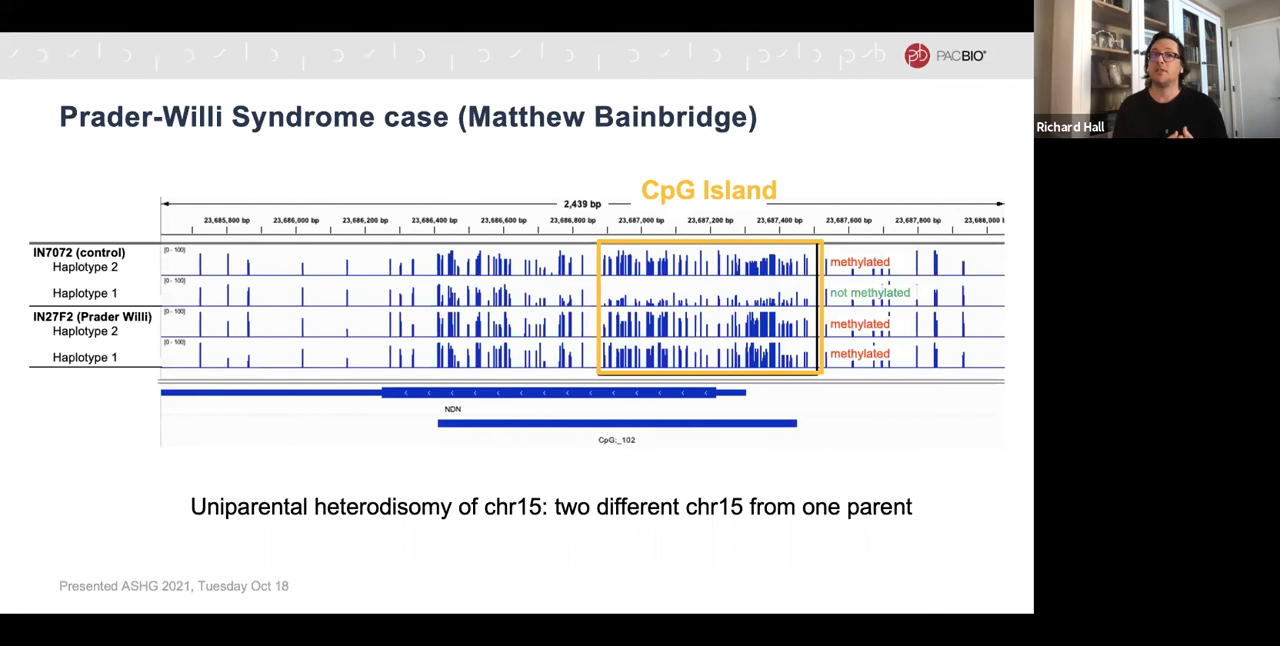 PACBIO®
Richard Hall
Prader-Willi Syndrome case (Matthew Bainbridge)
CpG Island
2,439 bp
23,685,800 bp 23,686,000 bp 23,686,200 bp 23,686,400 bp 23,686,600 bp 23,686,800 bp 23,687,000 bp 23,687,200 bp 23,687,400 bp 23,687,600 bp 23,687,800 bp 23,688,000 b
IN7072 (control) [0 - 100]
Haplotype 2 methylated
[0 - 100]
Haplotype 1 not methylated
IN27F2 (Prader Willi) [0 - 100]
Haplotype 2 methylated
[0 - 100]
Haplotype 1 methylated
NDN
CpG:_102
Uniparental heterodisomy of chr15: two different chr15 from one parent
Presented ASHG 2021, Tuesday Oct 18